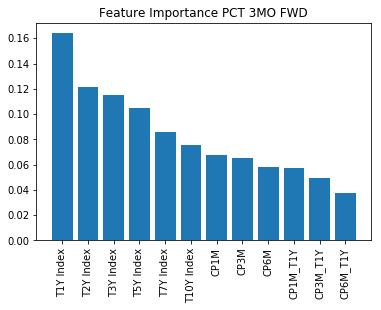 Feature Importance PCT 3MO FWD
0.16
0.14
0.12
0.10
0.08
0.06
0.04
0.02
0.00
T1Y Index
T2Y Index
T3Y Index
T5Y Index
T7Y Index
T10Y Index
CP1M
CP3M
CP6M
CP1M_T1Y
CP3M_T1Y
CP6M_T1Y